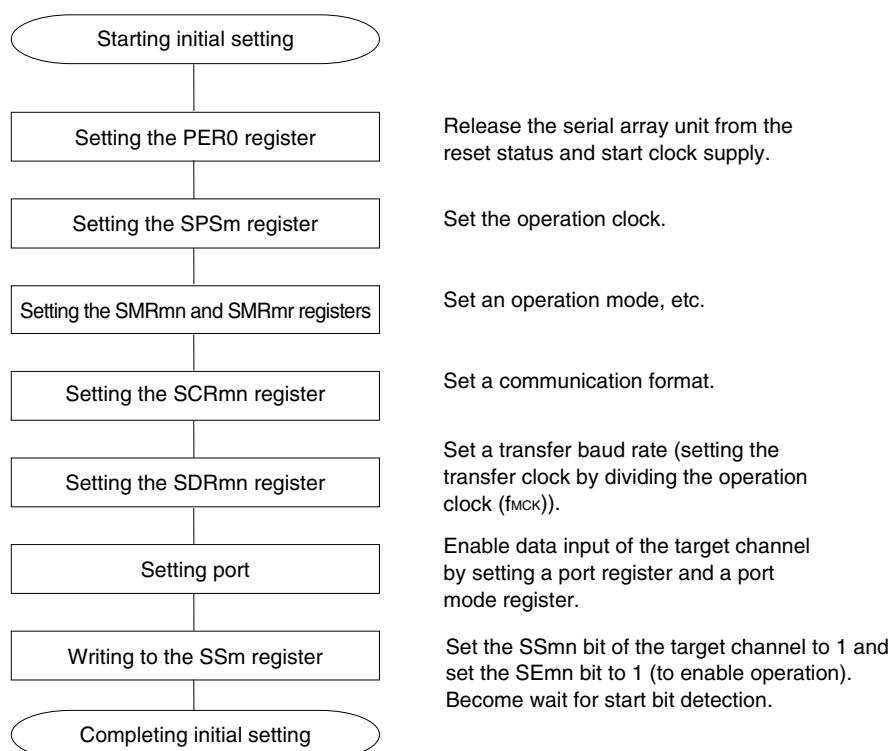 Starting initial setting
Setting the PER0 register
Release the serial array unit from the
reset status and start clock supply.
Setting the SPSm register
Set the operation clock.
Setting the SMRmn and SMRmr registers
Set an operation mode, etc.
Setting the SCRmn register
Set a communication format.
Setting the SDRmn register
Set a transfer baud rate (setting the
transfer clock by dividing the operation
clock (fMCK)).
Setting port
Enable data input of the target channel
by setting a port register and a port
mode register.
Writing to the SSm register
Set the SSmn bit of the target channel to 1 and
set the SEmn bit to 1 (to enable operation).
Become wait for start bit detection.
Completing initial setting